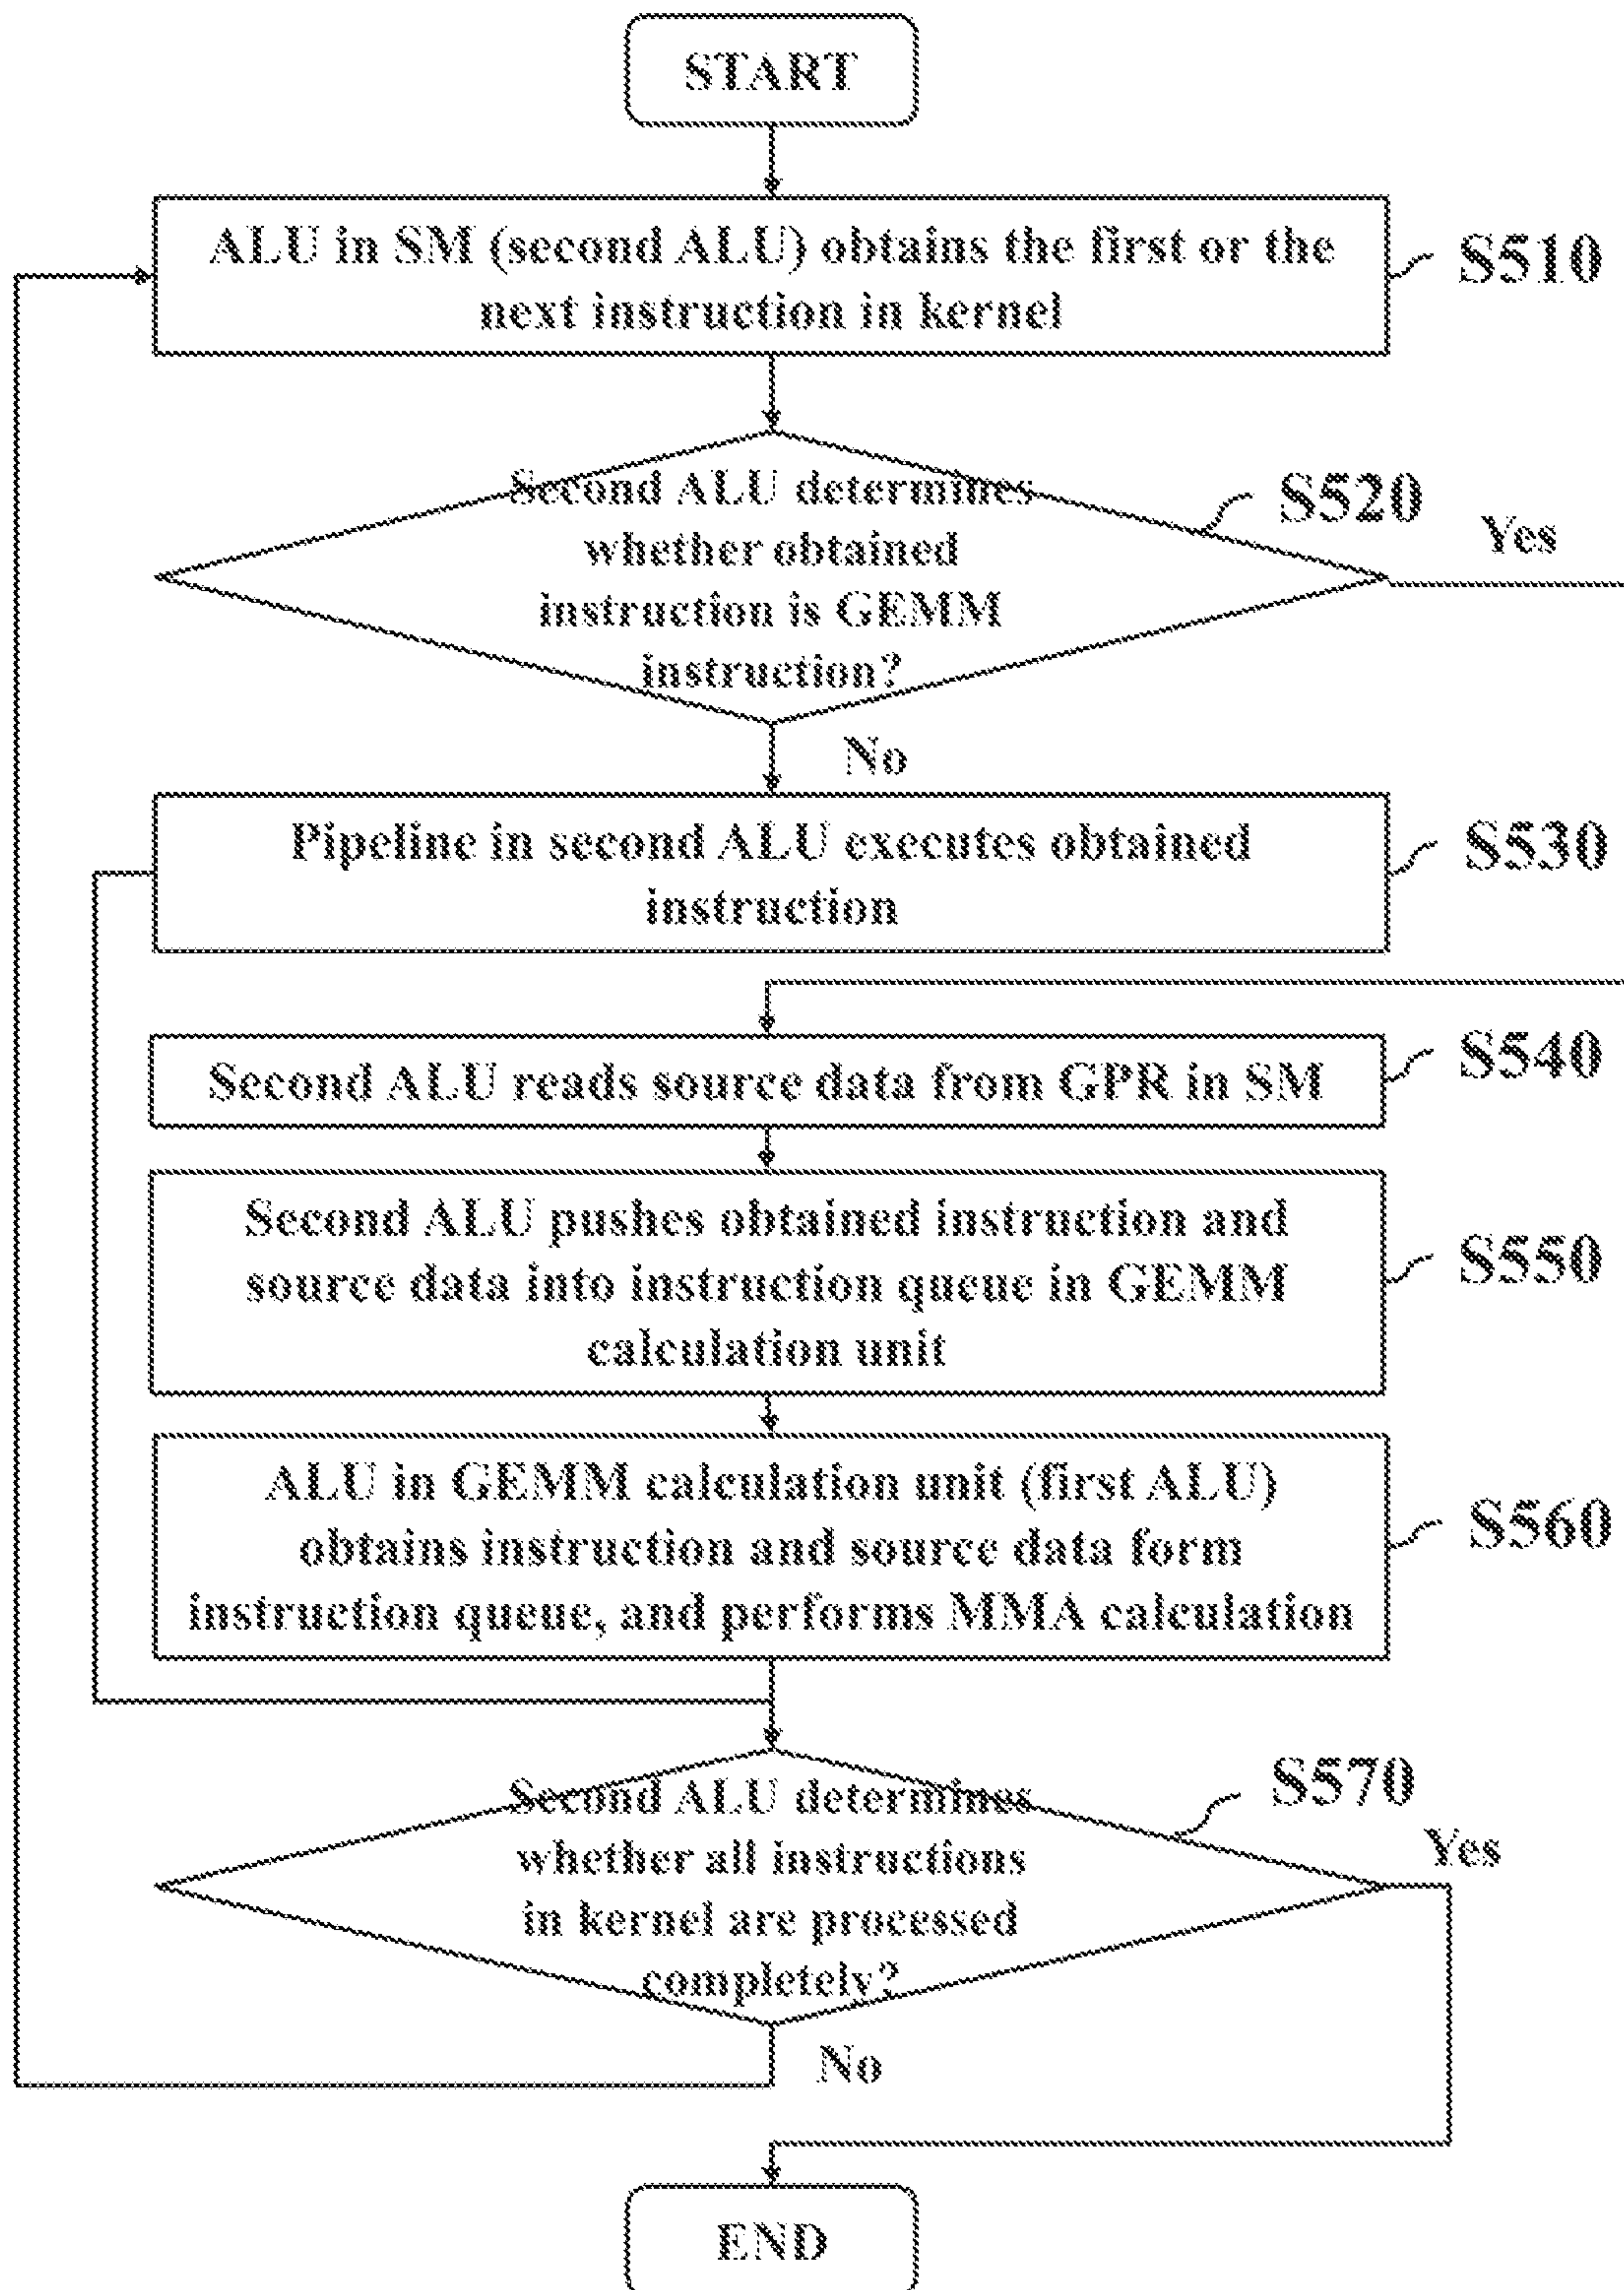 START
ALU in SM (second ALU) obtains the first or the
next instruction in kernel
S510
Second ALU determines
whether obtained
instruction is GEMM
instruction?
S520
Yes
No
Pipeline in second ALU executes obtained
instruction
S530
Second ALU reads source data from GPR in SM
S540
Second ALU pushes obtained instruction and
source data into instruction queue in GEMM
calculation unit
S550
ALU in GEMM calculation unit (first ALU)
obtains instruction and source data form
instruction queue, and performs MMA calculation
S560
Second ALU determines
whether all instructions
in kernel are processed
completely?
S570
Yes
No
END